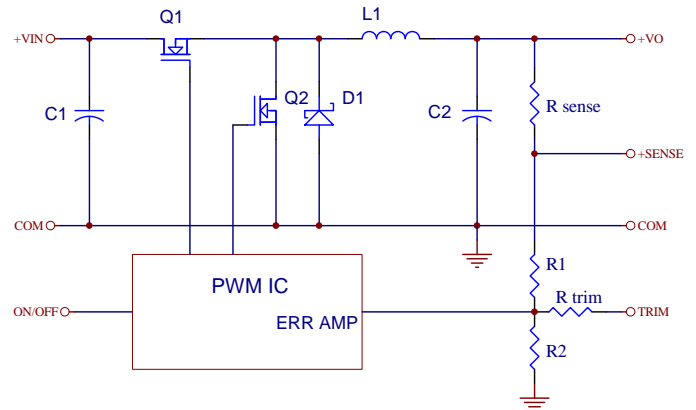 Q1
L1
+VIN
+VO
C1
Q2
D1
C2
R sense
+SENSE
COM
COM
PWM IC
R1
ON/OFF
ERR AMP
R trim
TRIM
R2